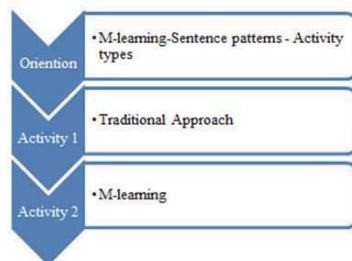 Oriention
•M-learning-Sentence patterns - Activity
types
Activity 1
•Traditional Approach
Activity 2
•M-learning